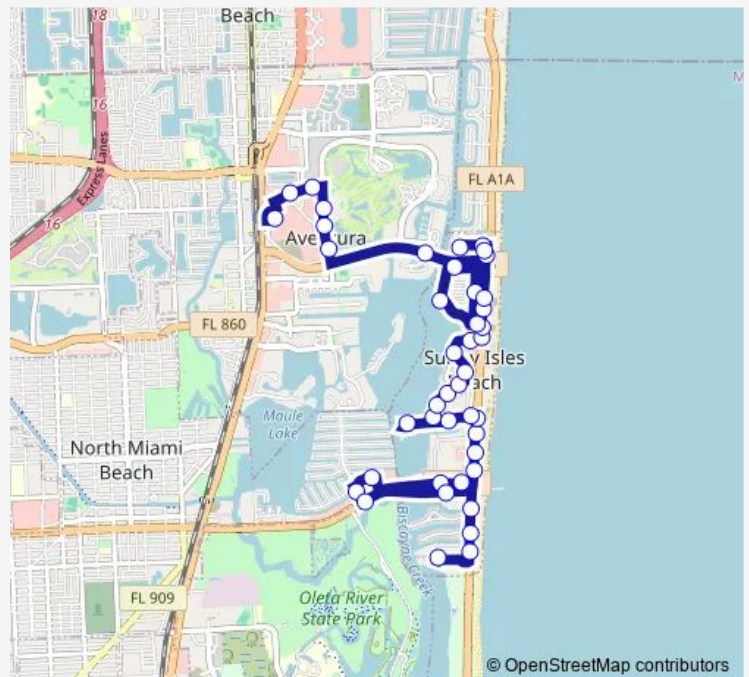 18
Beach
M
16
Express Lanes
16
FL A1A
Aventura
FL 860
Sunny Isles
Beach
Maule
Lake
North Miami
Beach
Biscayne Creek
Oleta River
State Park
FL 909
© OpenStreetMap contributors